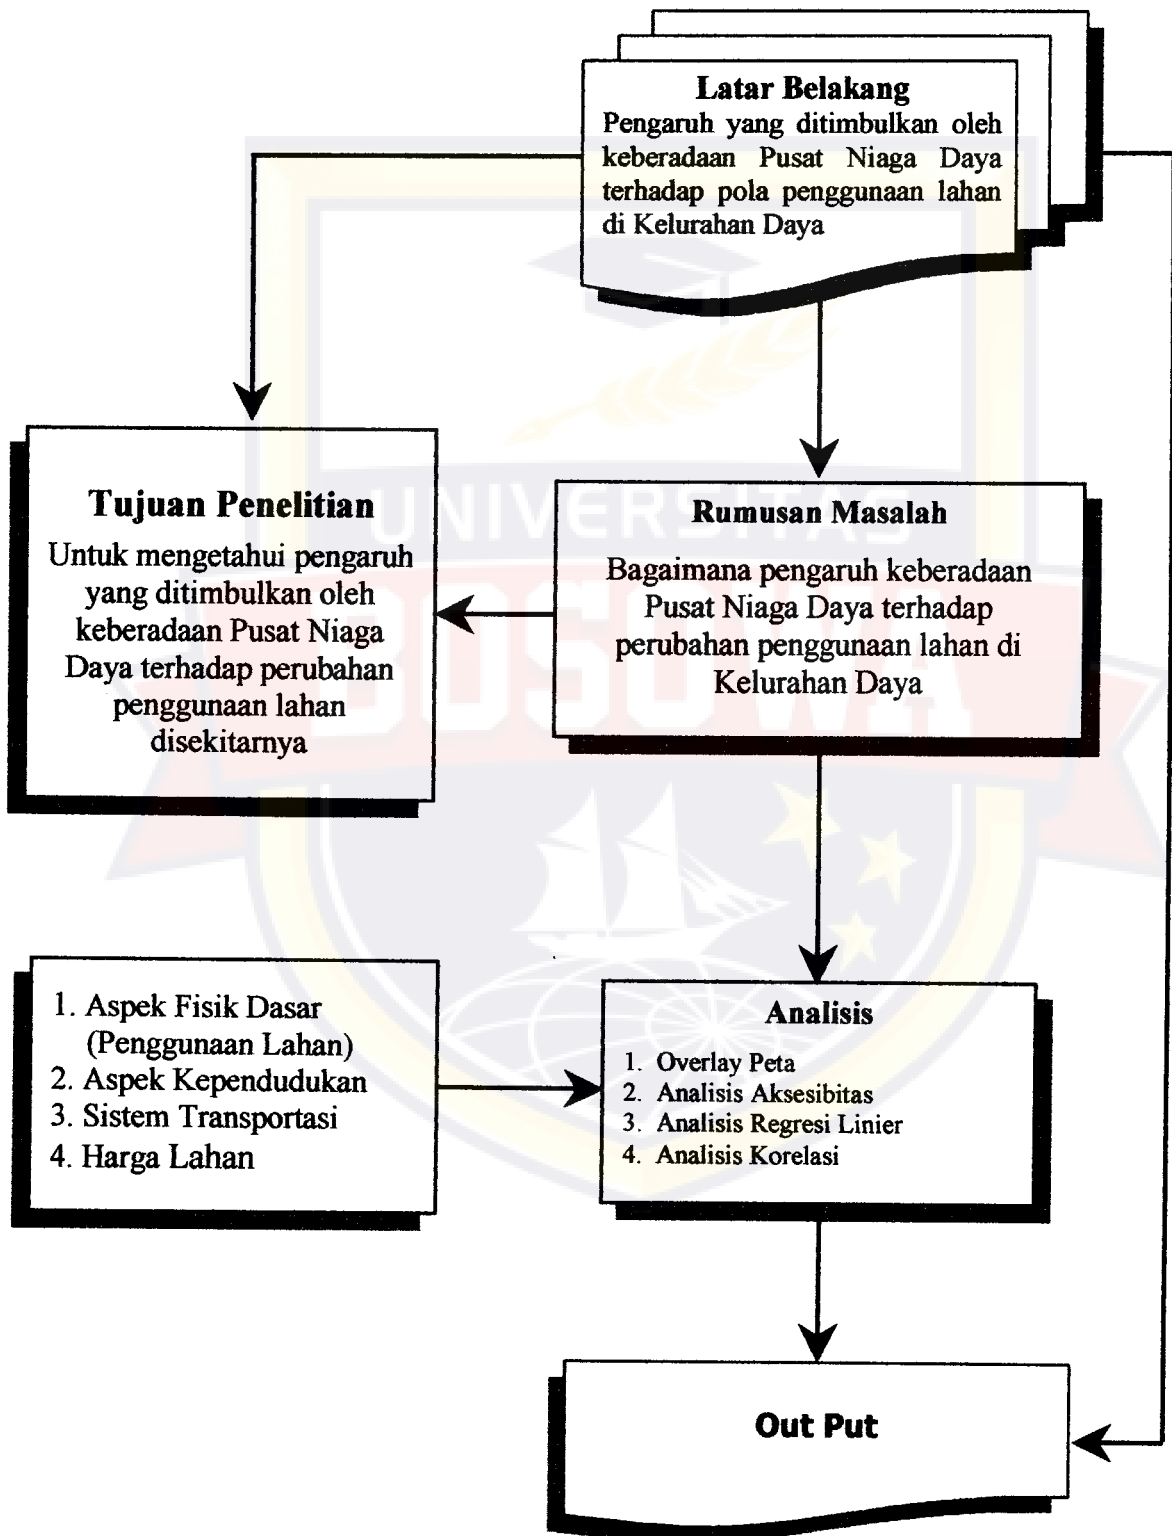 Latar Belakang
Pengaruh yang ditimbulkan oleh
keberadaan Pusat Niaga Daya
terhadap pola penggunaan lahan
di Kelurahan Daya
Tujuan Penelitian
Untuk mengetahui pengaruh
yang ditimbulkan oleh
keberadaan Pusat Niaga
Daya terhadap perubahan
penggunaan lahan
disekitarnya
Rumusan Masalah
Bagaimana pengaruh keberadaan
Pusat Niaga Daya terhadap
perubahan penggunaan lahan di
Kelurahan Daya
UNIVERSITAS
BOSOWA
1. Aspek Fisik Dasar
(Penggunaan Lahan)
2. Aspek Kependudukan
3. Sistem Transportasi
4. Harga Lahan
Analisis
1. Overlay Peta
2. Analisis Aksesibitas
3. Analisis Regresi Linier
4. Analisis Korelasi
Out Put